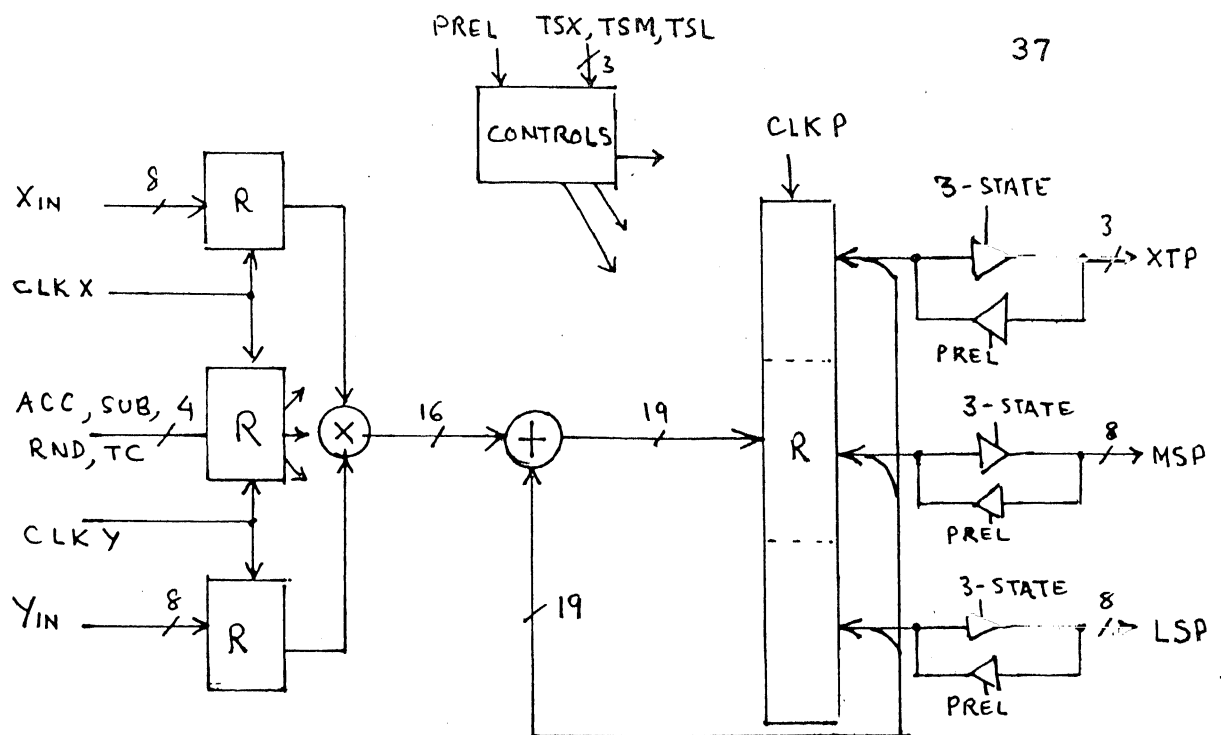 37
PREL
TSX, TSM, TSL
3
CONTROLS
CLK P
XIN
8
R
CLK X
ACC, SUB,
4
RND, TC
R
CLK Y
YIN
8
R
×
16
+
19
19
R
3-STATE
3
XTP
PREL
3-STATE
8
MSP
PREL
3-STATE
8
LSP
PREL